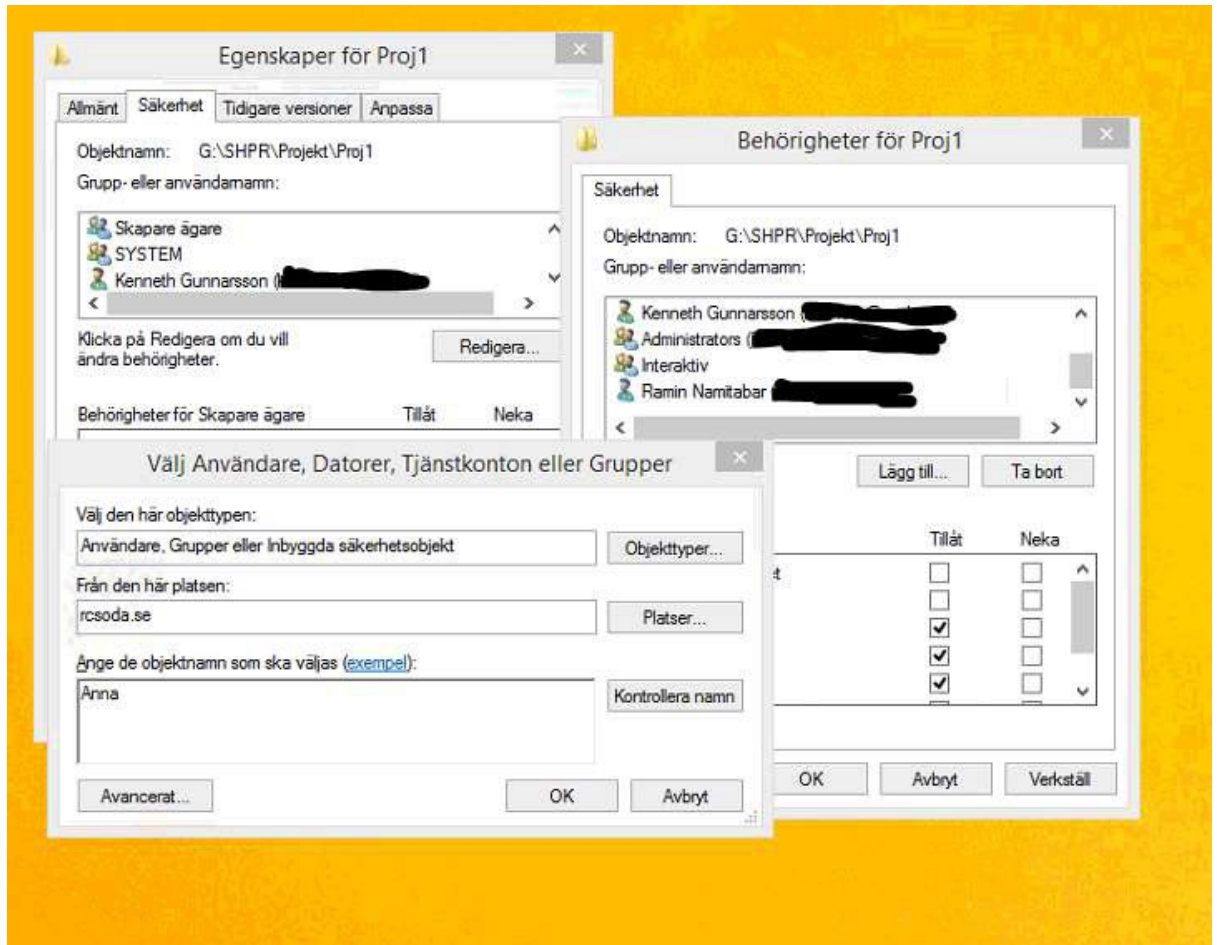 Egenskaper för Proj1
Allmänt Säkerhet Tidigare versioner Anpassa
Objektnamn: G:\SHPR\Projekt\Proj1
Grupp- eller användarnamn:
Skapare ägare
SYSTEM
Kenneth Gunnarsson (
Klicka på Redigera om du vill
ändra behörigheter.
Redigera...
Behörigheter för Skapare ägare Tillåt Neka
Behörigheter för Proj1
Säkerhet
Objektnamn: G:\SHPR\Projekt\Proj1
Grupp- eller användarnamn:
Kenneth Gunnarsson (
Administrators (
Interaktiv
Ramin Namitabar
Lägg till... Ta bort
Tillåt Neka
OK Avbryt Verkställ
Välj Användare, Datorer, Tjänstkonton eller Grupper
Välj den här objekttypen:
Användare, Grupper eller Inbyggda säkerhetsobjekt Objekttyper...
Från den här platsen:
rcsoda.se Platser...
Ange de objektnamn som ska väljas (exempel):
Anna Kontrollera namn
Avancerat... OK Avbryt